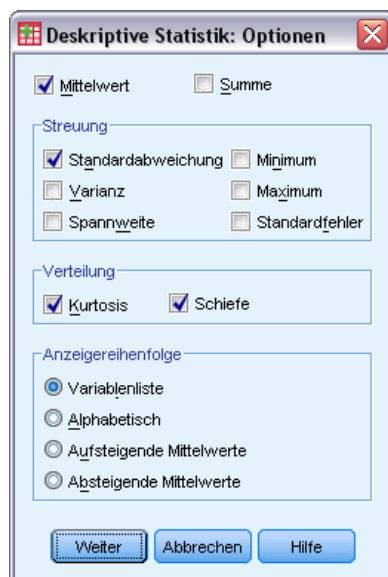 Deskriptive Statistik: Optionen
Mittelwert Summe
Streuung
Standardabweichung Minimum
Varianz Maximum
Spannweite Standardfehler
Verteilung
Kurtosis Schiefe
Anzeigereihenfolge
Variablenliste
Alphabetisch
Aufsteigende Mittelwerte
Absteigende Mittelwerte
Weiter Abbrechen Hilfe